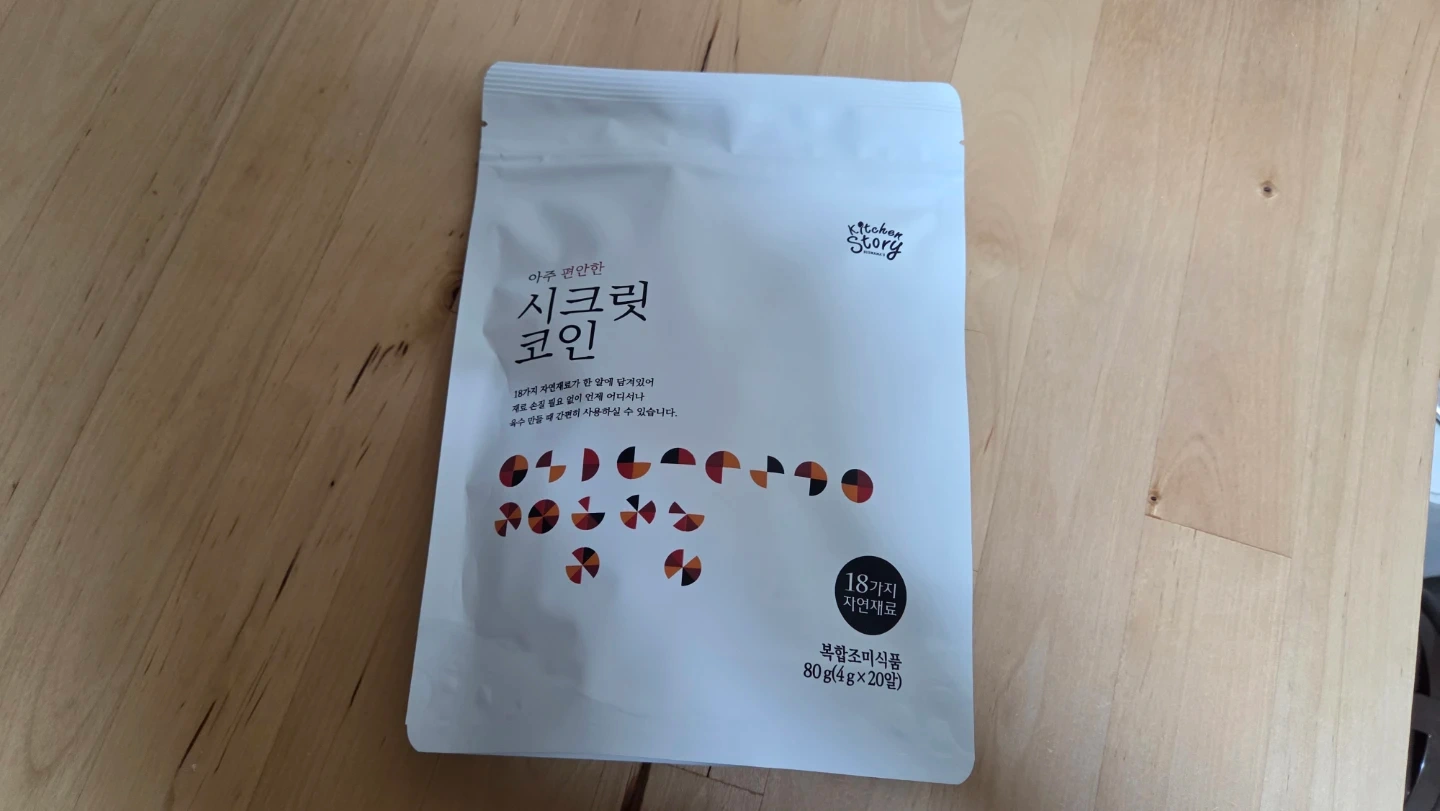 Kitchen
Story
아주 편안한
시크릿
코인
18가지 자연재료가 한 알에 담겨있어
재료 손질 필요 없이 언제 어디서나
육수 만들 때 간편히 사용하실 수 있습니다.
18가지
자연재료
복합조미식품
80g(4g×20알)